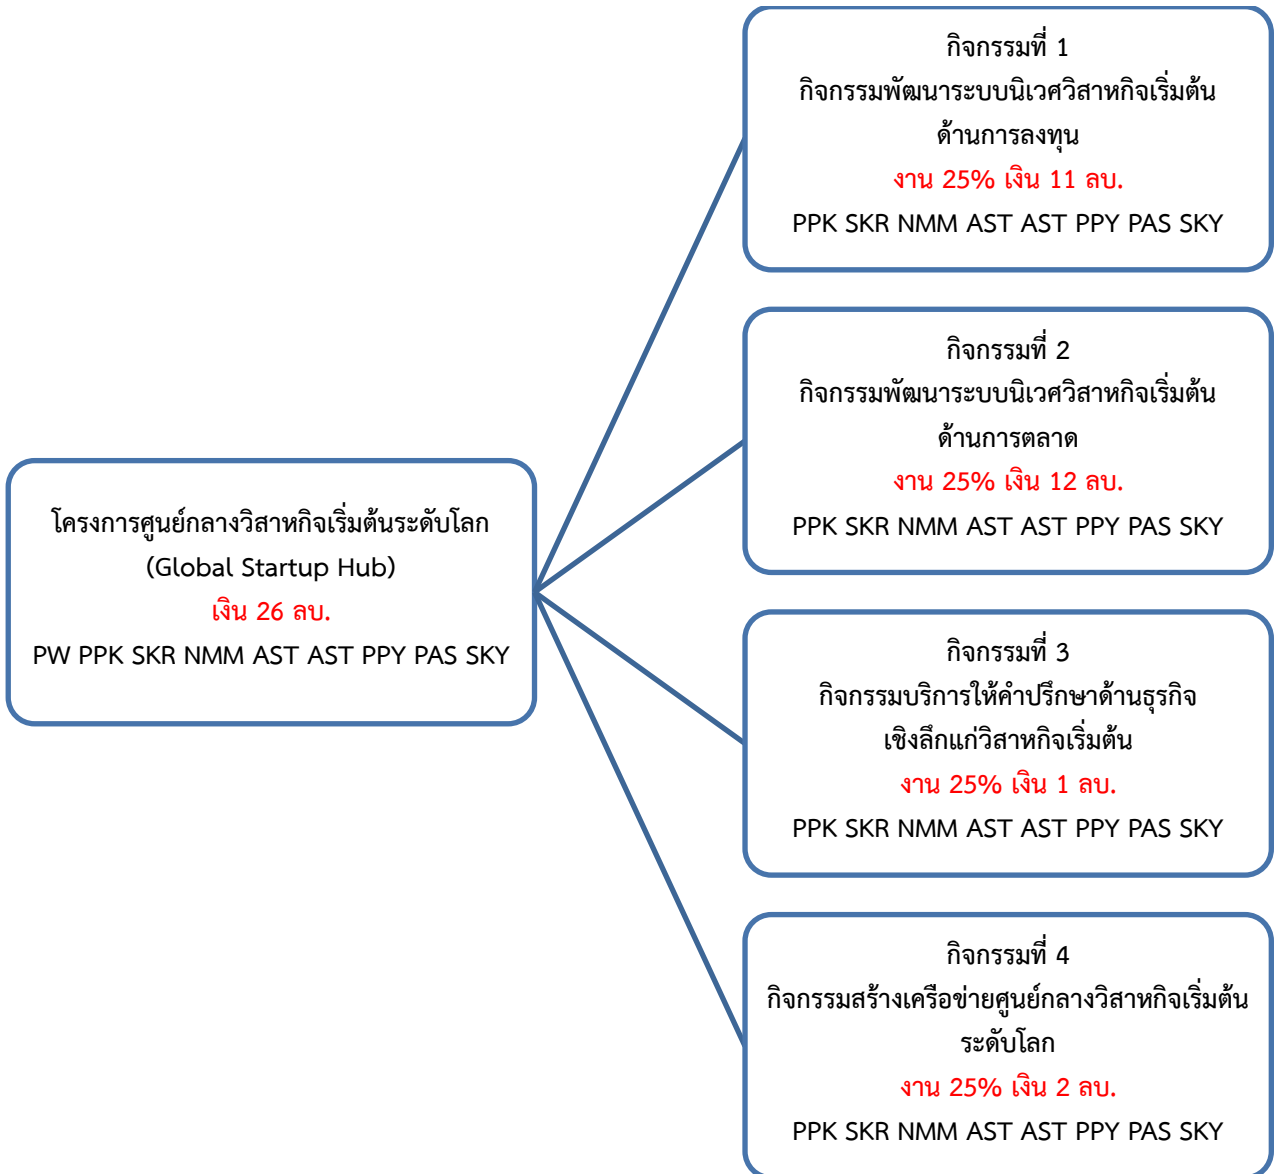 โครงการศูนย์กลางวิสาหกิจเริ่มต้นระดับโลก
(Global Startup Hub)
เงิน 26 ลบ.
PW PPK SKR NMM AST AST PPY PAS SKY
กิจกรรมที่ 1
กิจกรรมพัฒนาระบบนิเวศวิสาหกิจเริ่มต้น
ด้านการลงทุน
งาน 25% เงิน 11 ลบ.
PPK SKR NMM AST AST PPY PAS SKY
กิจกรรมที่ 2
กิจกรรมพัฒนาระบบนิเวศวิสาหกิจเริ่มต้น
ด้านการตลาด
งาน 25% เงิน 12 ลบ.
PPK SKR NMM AST AST PPY PAS SKY
กิจกรรมที่ 3
กิจกรรมบริการให้คำปรึกษาด้านธุรกิจ
เชิงลึกแก่วิสาหกิจเริ่มต้น
งาน 25% เงิน 1 ลบ.
PPK SKR NMM AST AST PPY PAS SKY
กิจกรรมที่ 4
กิจกรรมสร้างเครือข่ายศูนย์กลางวิสาหกิจเริ่มต้น
ระดับโลก
งาน 25% เงิน 2 ลบ.
PPK SKR NMM AST AST PPY PAS SKY